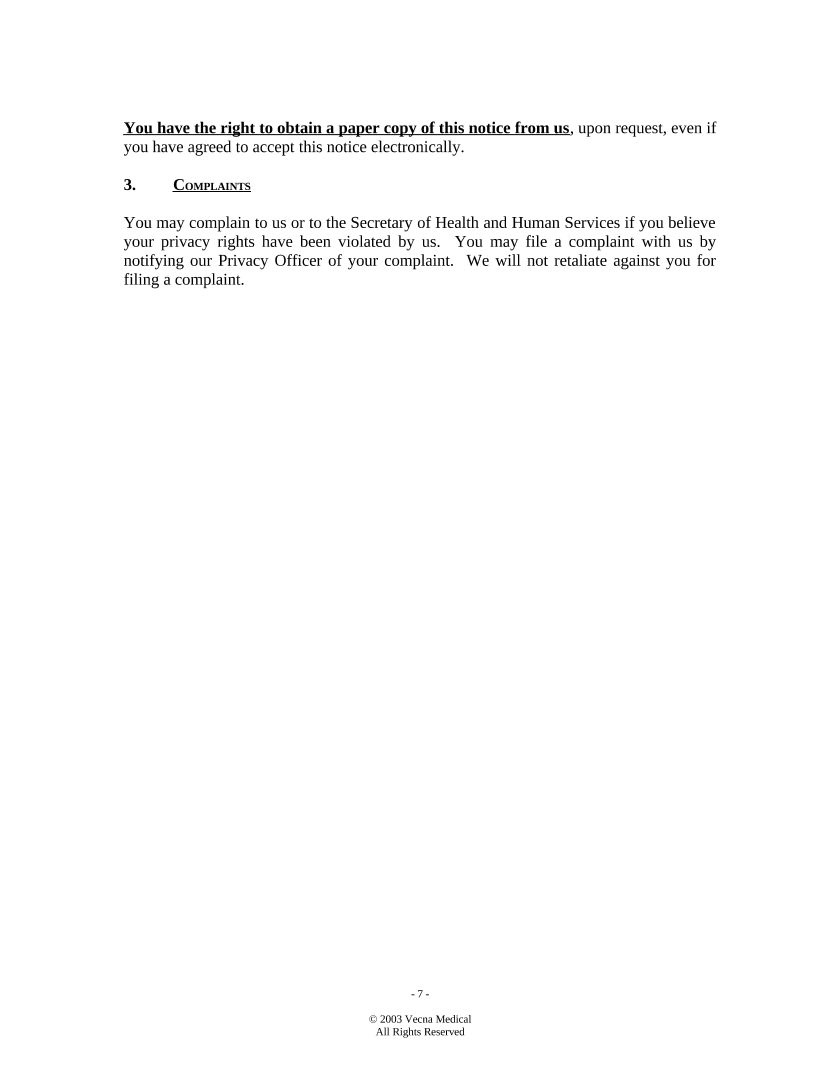 You have the right to obtain a paper copy of this notice from us, upon request, even if
you have agreed to accept this notice electronically.
3. Complaints
You may complain to us or to the Secretary of Health and Human Services if you believe
your privacy rights have been violated by us. You may file a complaint with us by
notifying our Privacy Officer of your complaint. We will not retaliate against you for
filing a complaint.
- 7 -
© 2003 Vecna Medical
All Rights Reserved